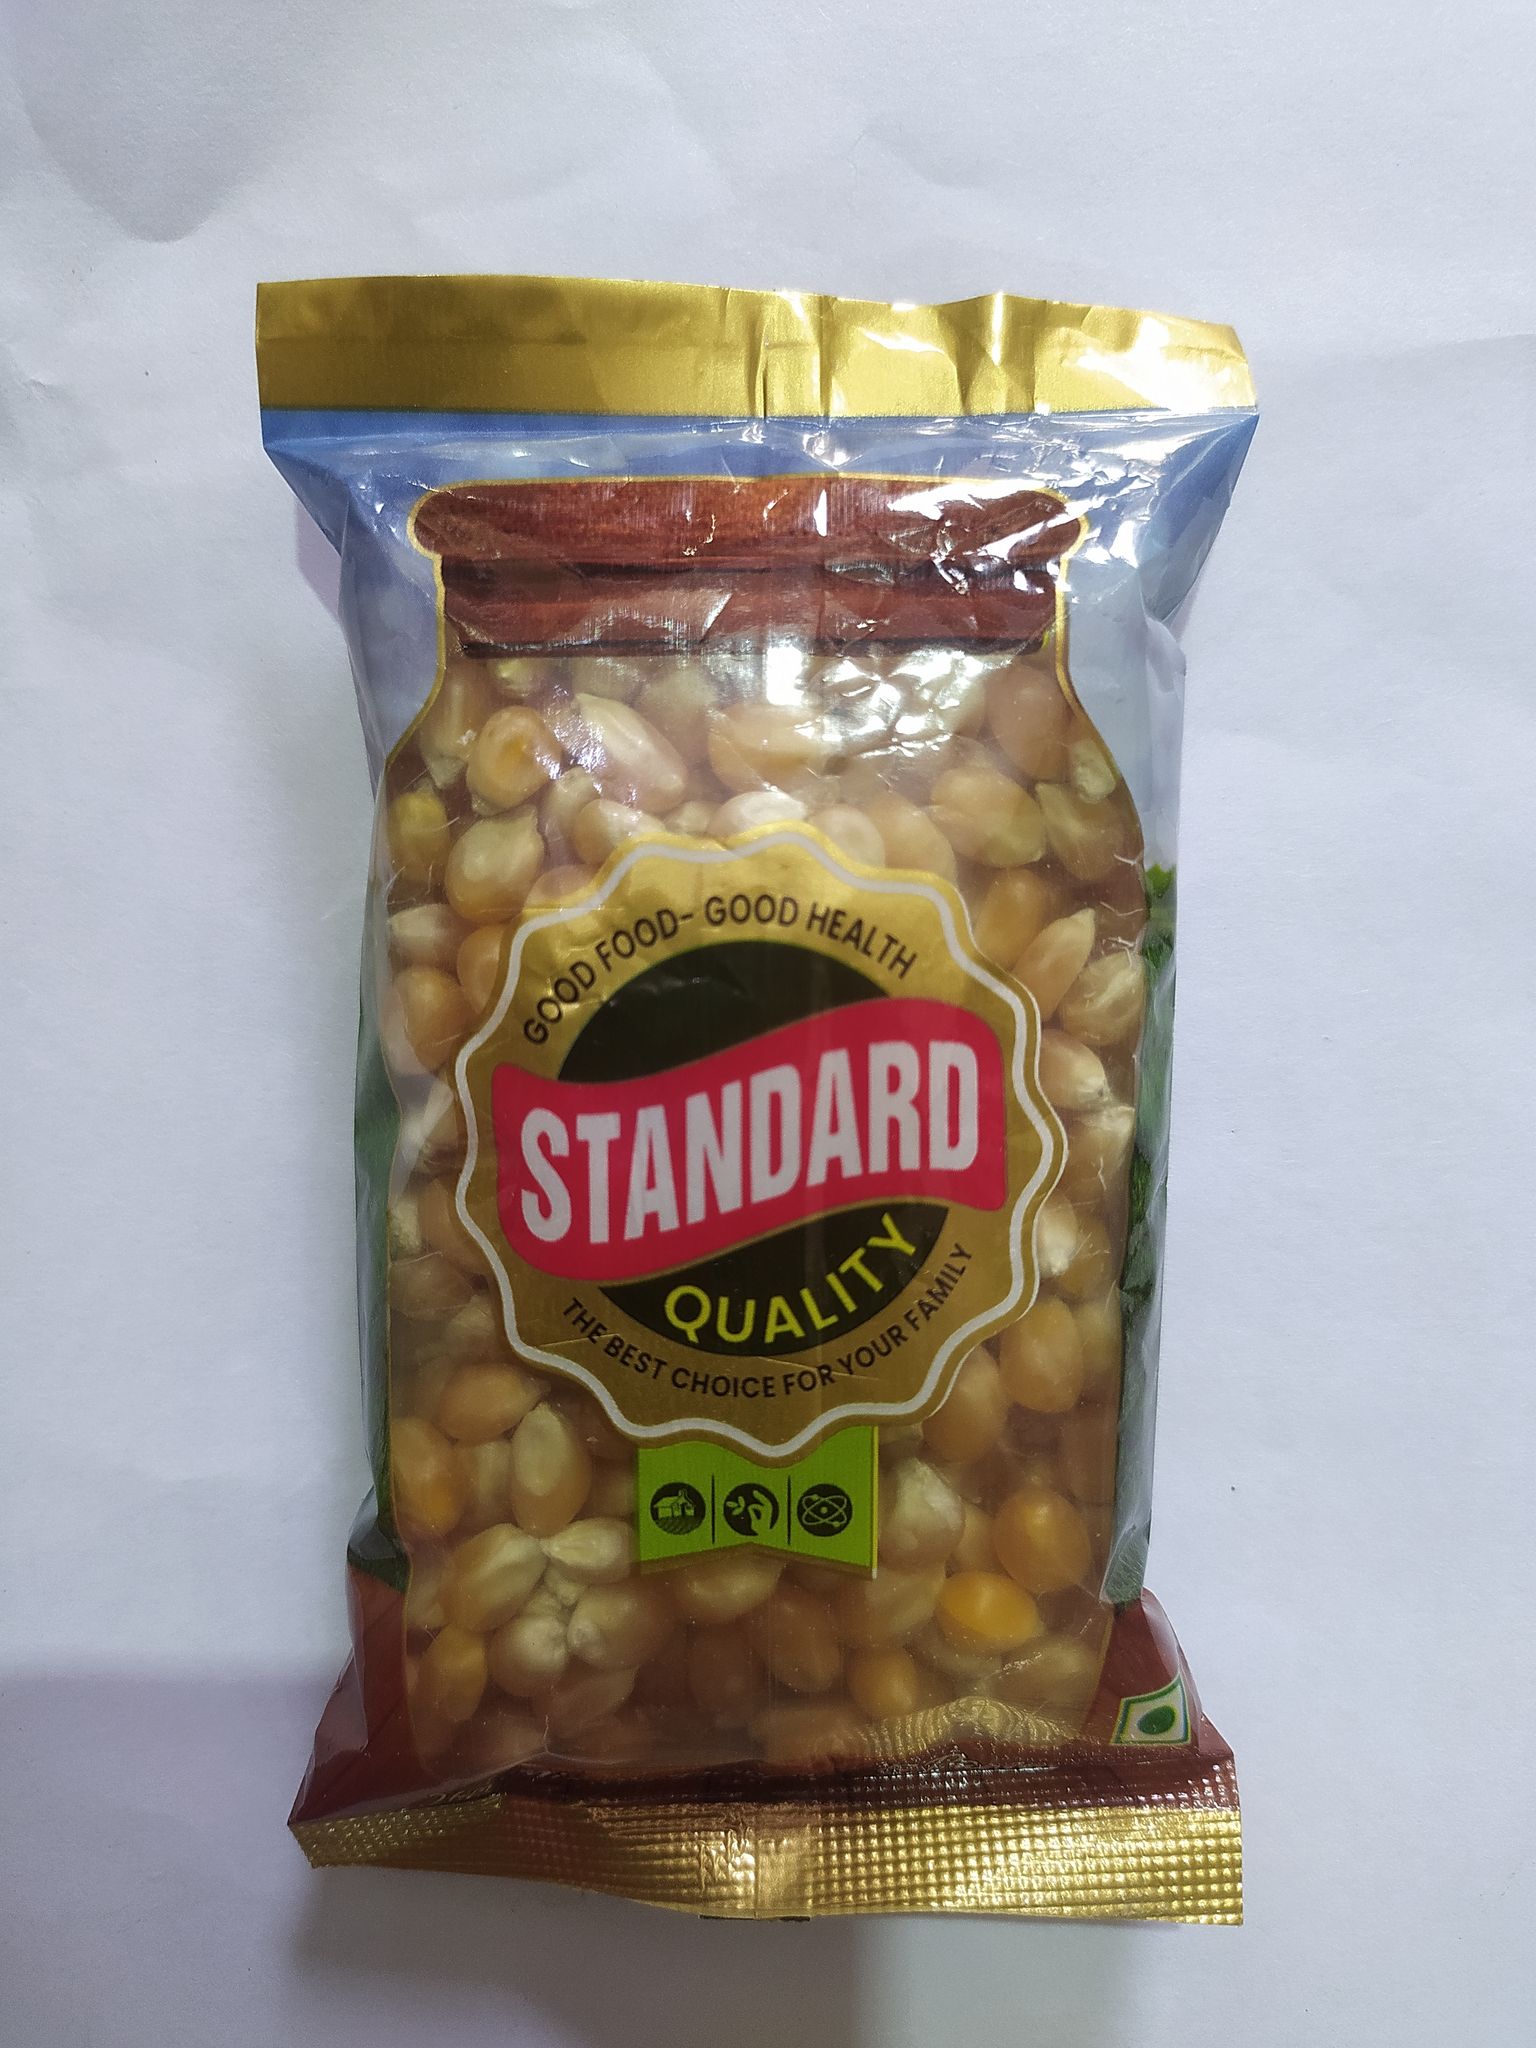 GOOD FOOD- GOOD HEALTH
STANDARD
QUALITY
THE BEST CHOICE FOR YOUR FAMILY